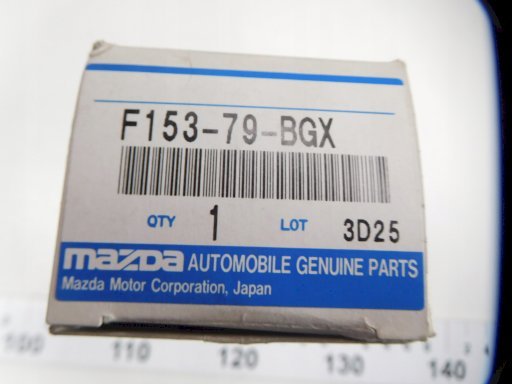 F153-79-BGX
QTY 1 LOT 3D25
mazda AUTOMOBILE GENUINE PARTS
Mazda Motor Corporation, Japan
100 110 120 130 140